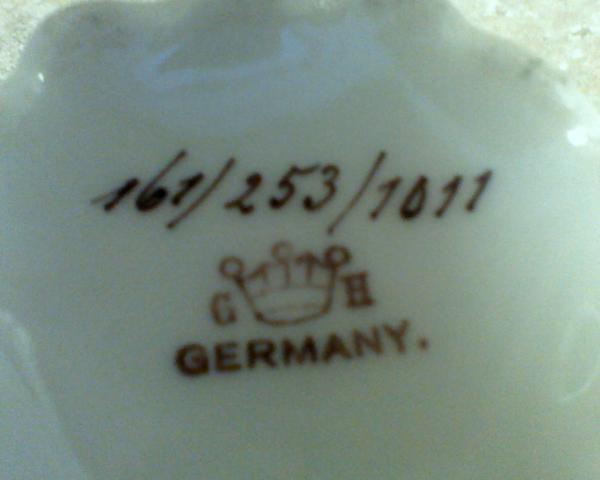 161/253/1011
C H
GERMANY.